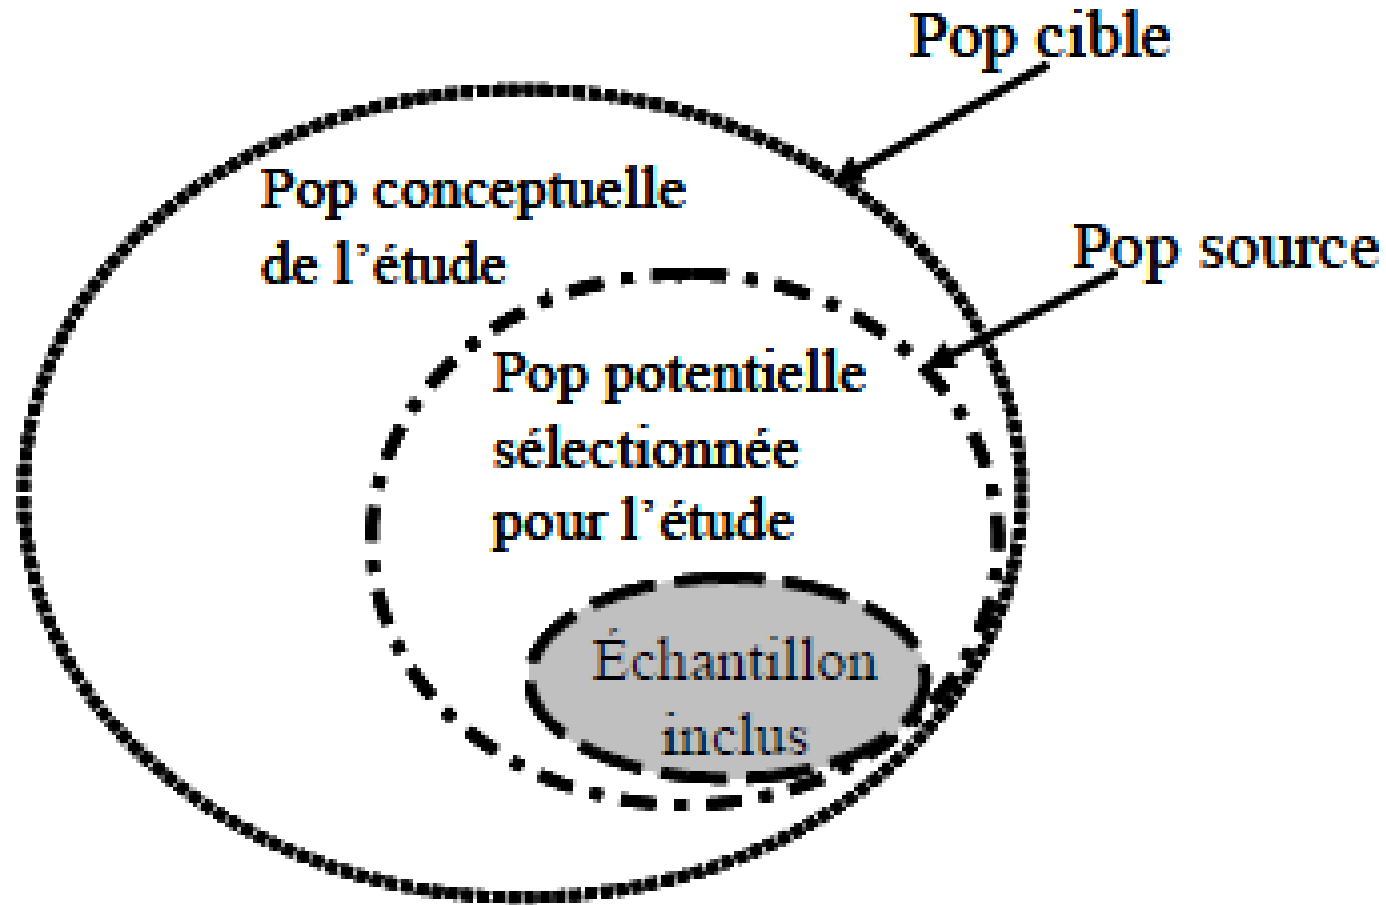 Pop cible
Pop conceptuelle
de l'étude
Pop source
Pop potentielle
sélectionnée
pour l'étude
Échantillon
inclus